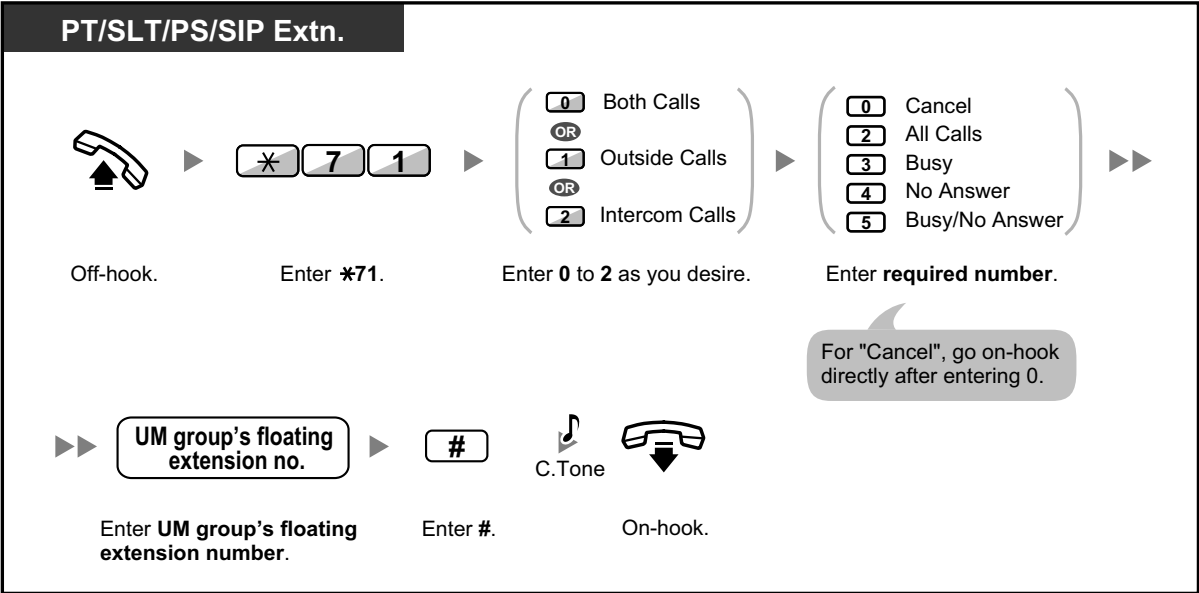 PT/SLT/PS/SIP Extn.
0 Both Calls
OR
1 Outside Calls
OR
2 Intercom Calls
0 Cancel
2 All Calls
3 Busy
4 No Answer
5 Busy/No Answer
* 7 1
Off-hook.
Enter *71.
Enter 0 to 2 as you desire.
Enter required number.
For "Cancel", go on-hook
directly after entering 0.
UM group's floating
extension no.
#
C.Tone
Enter UM group's floating
extension number.
Enter #.
On-hook.